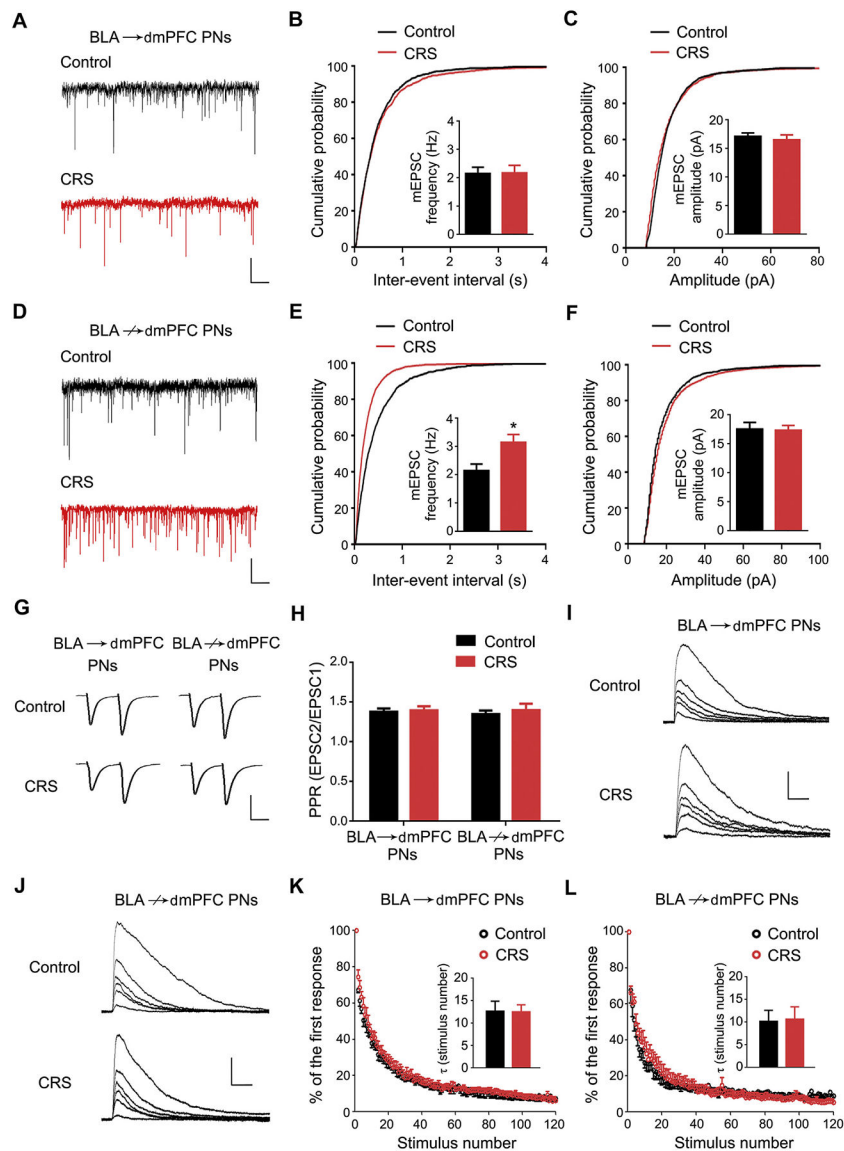 A
BLA → dmPFC PNs
Control
CRS
B
Control
CRS
Cumulative probability
100
80
60
40
20
0
0 1 2 3 4
Inter-event interval (s)
mEPSC
frequency (Hz)
4
2
0
C
Control
CRS
Cumulative probability
100
80
60
40
20
0
0 20 40 60 80
Amplitude (pA)
mEPSC
amplitude (pA)
20
15
10
5
0
D
BLA ↛ dmPFC PNs
Control
CRS
E
Control
CRS
Cumulative probability
100
80
60
40
20
0
0 1 2 3 4
Inter-event interval (s)
mEPSC
frequency (Hz)
4
2
0
*
F
Control
CRS
Cumulative probability
100
80
60
40
20
0
0 20 40 60 80 100
Amplitude (pA)
mEPSC
amplitude (pA)
20
15
10
5
0
G
BLA → dmPFC
PNs
BLA ↛ dmPFC
PNs
Control
CRS
H
Control
CRS
PPR (EPSC2/EPSC1)
2.0
1.5
1.0
0.5
0.0
BLA → dmPFC
PNs
BLA ↛ dmPFC
PNs
I
BLA → dmPFC PNs
Control
CRS
J
BLA ↛ dmPFC PNs
Control
CRS
K
BLA → dmPFC PNs
Control
CRS
% of the first response
100
80
60
40
20
0
0 20 40 60 80 100 120
Stimulus number
τ (stimulus number)
20
15
10
5
0
L
BLA ↛ dmPFC PNs
Control
CRS
% of the first response
100
80
60
40
20
0
0 20 40 60 80 100 120
Stimulus number
τ (stimulus number)
20
15
10
5
0